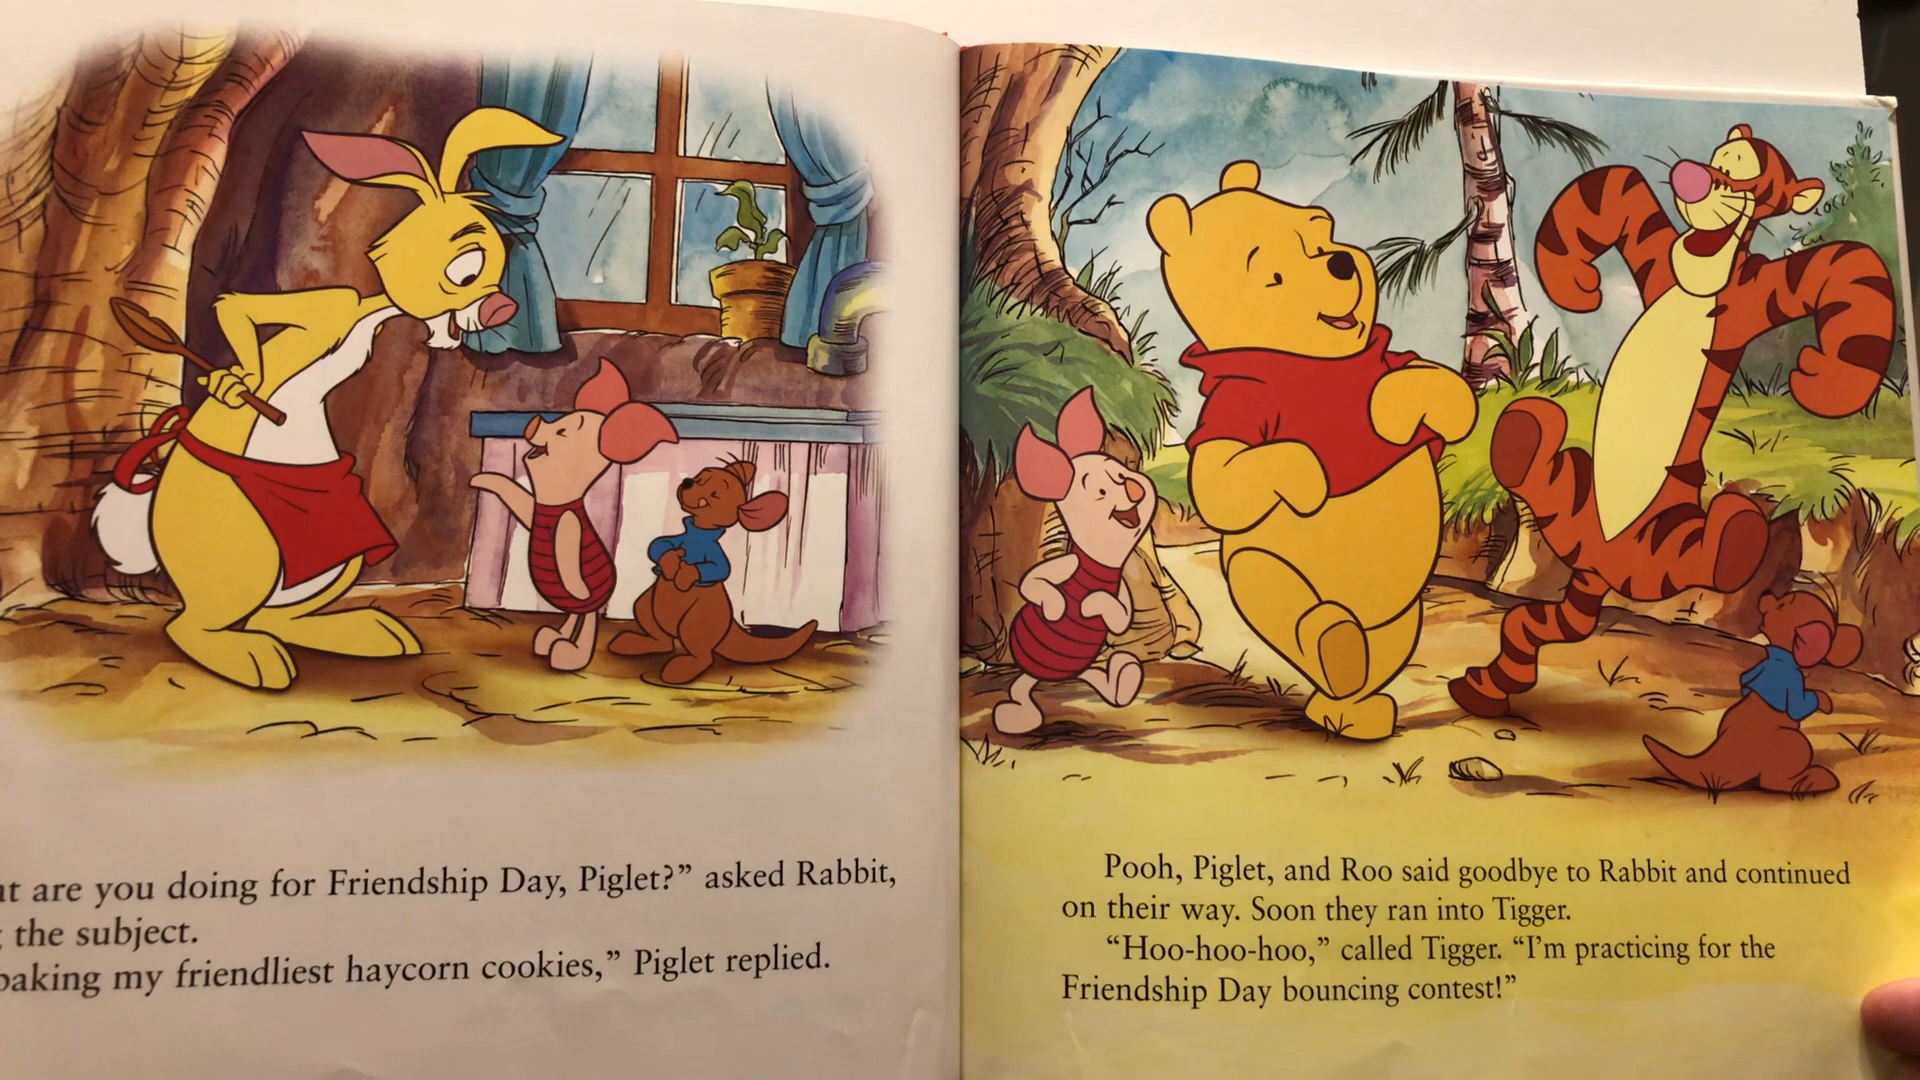 are you doing for Friendship Day, Piglet?” asked Rabbit,
the subject.
my friendliest haycorn cookies,” Piglet replied.
Pooh, Piglet, and Roo said goodbye to Rabbit and continued
on their way. Soon they ran into Tigger.
“Hoo-hoo-hoo,” called Tigger. “I’m practicing for the
Friendship Day bouncing contest!”